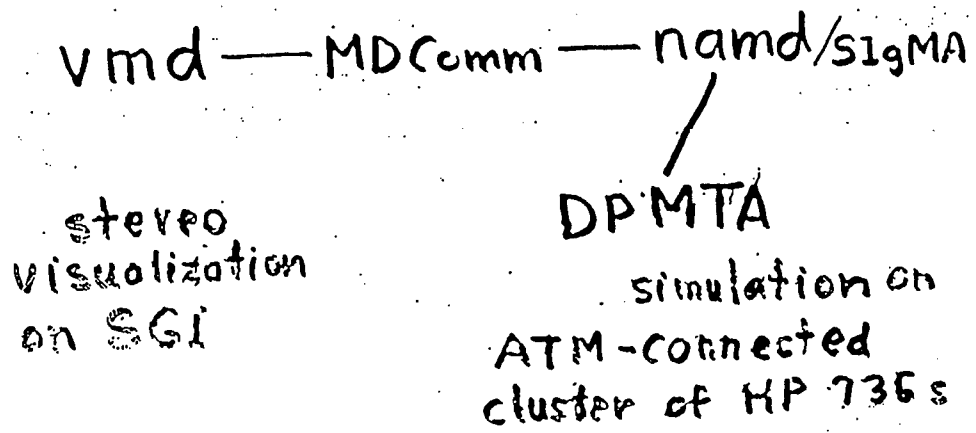 vmd — MDComm — namd/SIgMA
DPMTA
stereo
visualization
on SGI
simulation on
ATM-connected
cluster of HP 735s